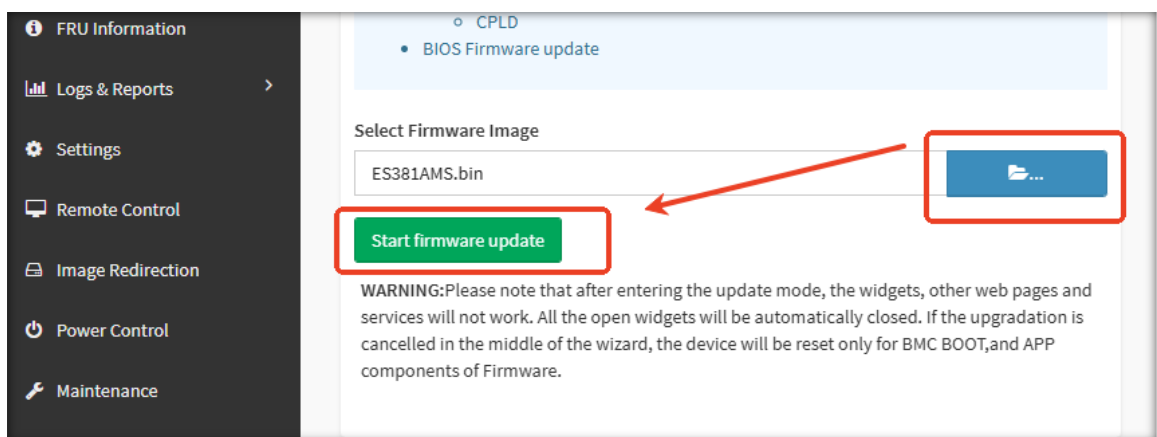 FRU Information
Logs & Reports
Settings
Remote Control
Image Redirection
Power Control
Maintenance
CPLD
BIOS Firmware update
Select Firmware Image
ES381AMS.bin
...
Start firmware update
WARNING:Please note that after entering the update mode, the widgets, other web pages and
services will not work. All the open widgets will be automatically closed. If the upgradation is
cancelled in the middle of the wizard, the device will be reset only for BMC BOOT,and APP
components of Firmware.